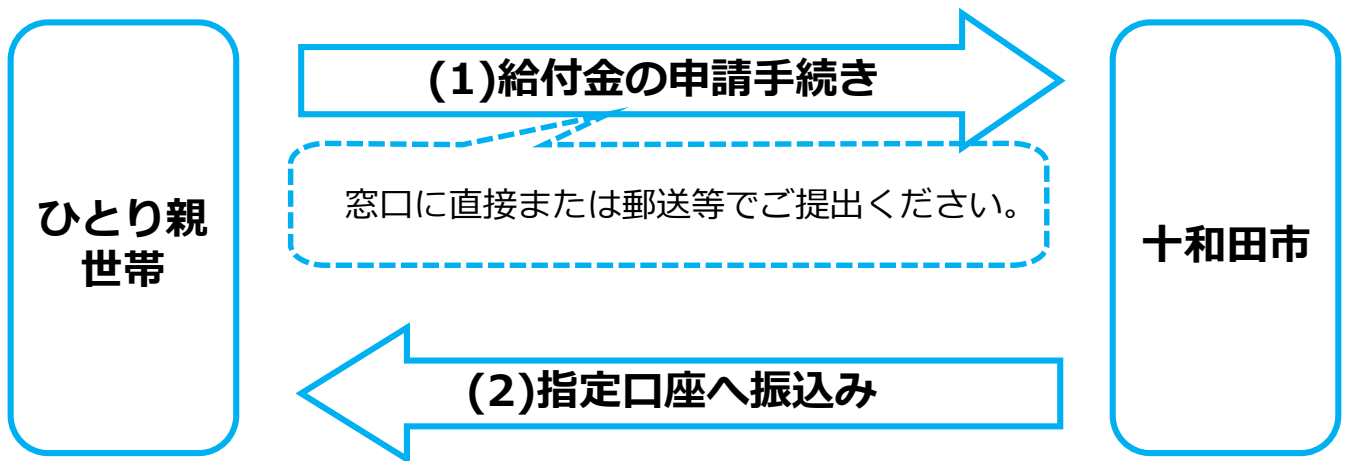 (1)給付金の申請手続き
窓口に直接または郵送等でご提出ください。
ひとり親
世帯
十和田市
(2)指定口座へ振込み